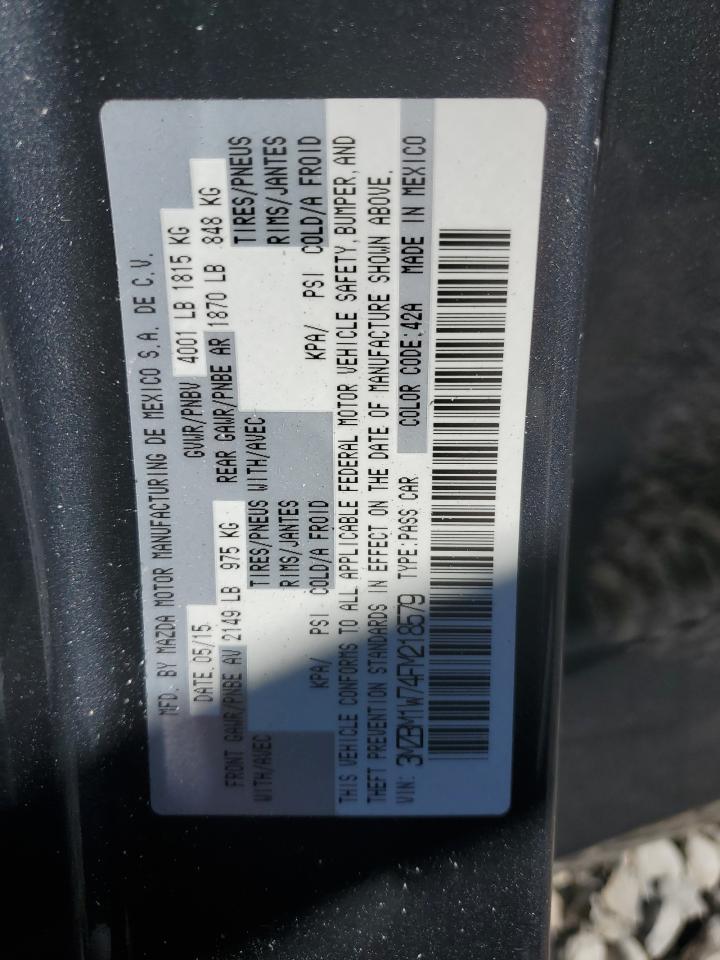 MFD. BY MAZDA MOTOR MANUFACTURING DE MEXICO S.A. DE C.V.
DATE: 05/15 GVWR/PNBV 4001 LB 1815 KG
FRONT GAWR/PNBE AV 2149 LB 975 KG REAR GAWR/PNBE AR 1870 LB 848 KG
WITH/AVEC TIRES/PNEUS WITH/AVEC TIRES/PNEUS
RIMS/JANTES RIMS/JANTES
KPA/ PSI COLD/A FROID KPA/ PSI COLD/A FROID
THIS VEHICLE CONFORMS TO ALL APPLICABLE FEDERAL MOTOR VEHICLE SAFETY, BUMPER, AND
THEFT PREVENTION STANDARDS IN EFFECT ON THE DATE OF MANUFACTURE SHOWN ABOVE.
VIN: 3MZBM1W74FM218579 TYPE:PASS CAR COLOR CODE:42A MADE IN MEXICO